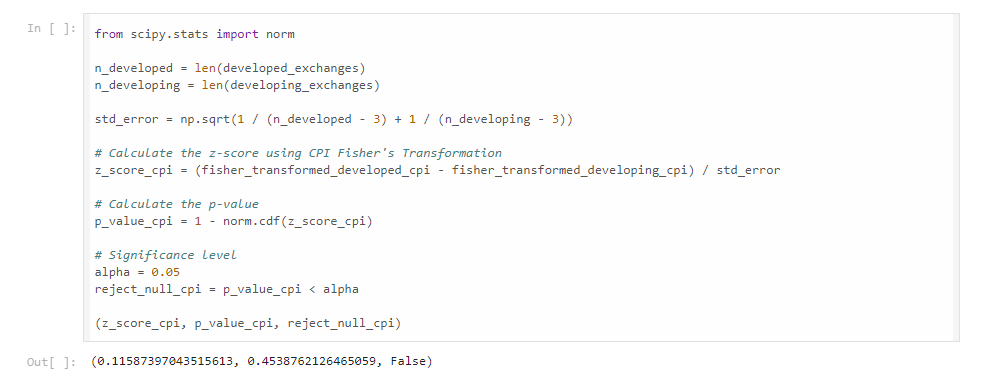 In [ ]:
from scipy.stats import norm
n_developed = len(developed_exchanges)
n_developing = len(developing_exchanges)
std_error = np.sqrt(1 / (n_developed - 3) + 1 / (n_developing - 3))
# Calculate the z-score using CPI Fisher's Transformation
z_score_cpi = (fisher_transformed_developed_cpi - fisher_transformed_developing_cpi) / std_error
# Calculate the p-value
p_value_cpi = 1 - norm.cdf(z_score_cpi)
# Significance level
alpha = 0.05
reject_null_cpi = p_value_cpi < alpha
(z_score_cpi, p_value_cpi, reject_null_cpi)
Out[ ]: (0.11587397043515613, 0.4538762126465059, False)